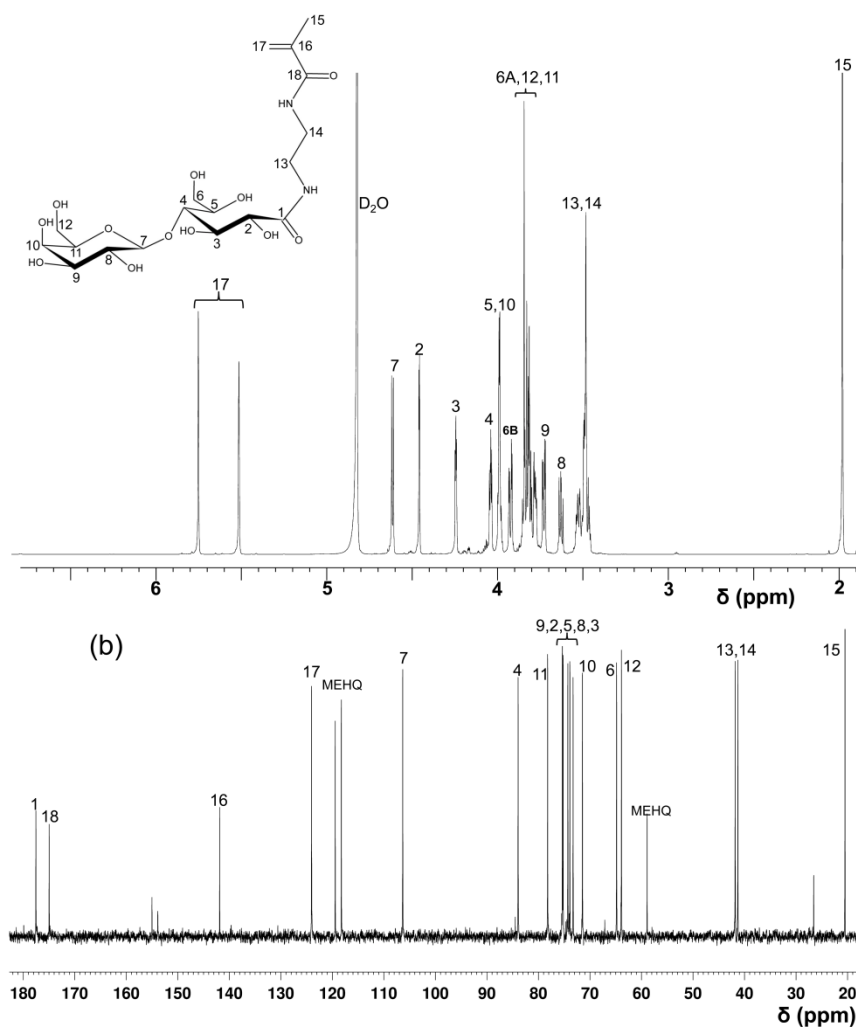 15
17
16
18
O
HN
14
13
OH
6
NH
5
OH
4
1
OH
OH
12
O
7
HO
3
2
OH
O
OH
10
11
O
HO
9
8
OH
17
D2O
6A,12,11
15
13,14
5,10
7
2
3
4
6B
9
8
6
5
4
3
2
δ (ppm)
(b)
1
18
16
17
MEHQ
7
4
11
9,2,5,8,3
10
6
12
MEHQ
13,14
15
180 170 160 150 140 130 120 110 100 90 80 70 60 50 40 30 20
δ (ppm)